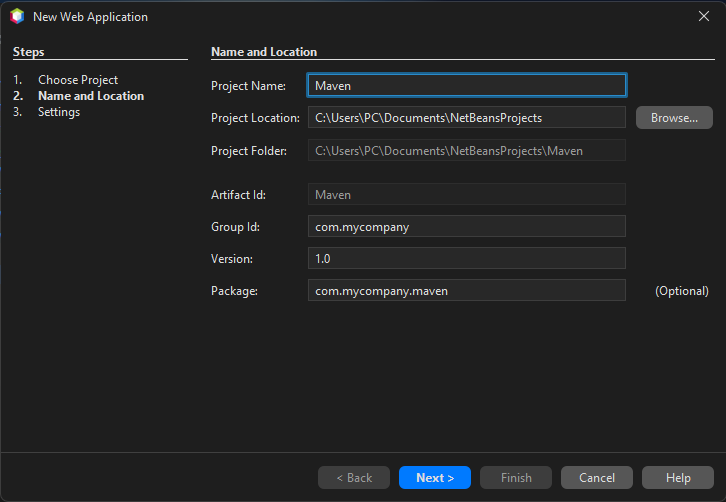 New Web Application
Steps
1. Choose Project
2. Name and Location
3. Settings
Name and Location
Project Name: Maven
Project Location: C:\Users\PC\Documents\NetBeansProjects Browse...
Project Folder: C:\Users\PC\Documents\NetBeansProjects\Maven
Artifact Id: Maven
Group Id: com.mycompany
Version: 1.0
Package: com.mycompany.maven (Optional)
< Back Next > Finish Cancel Help